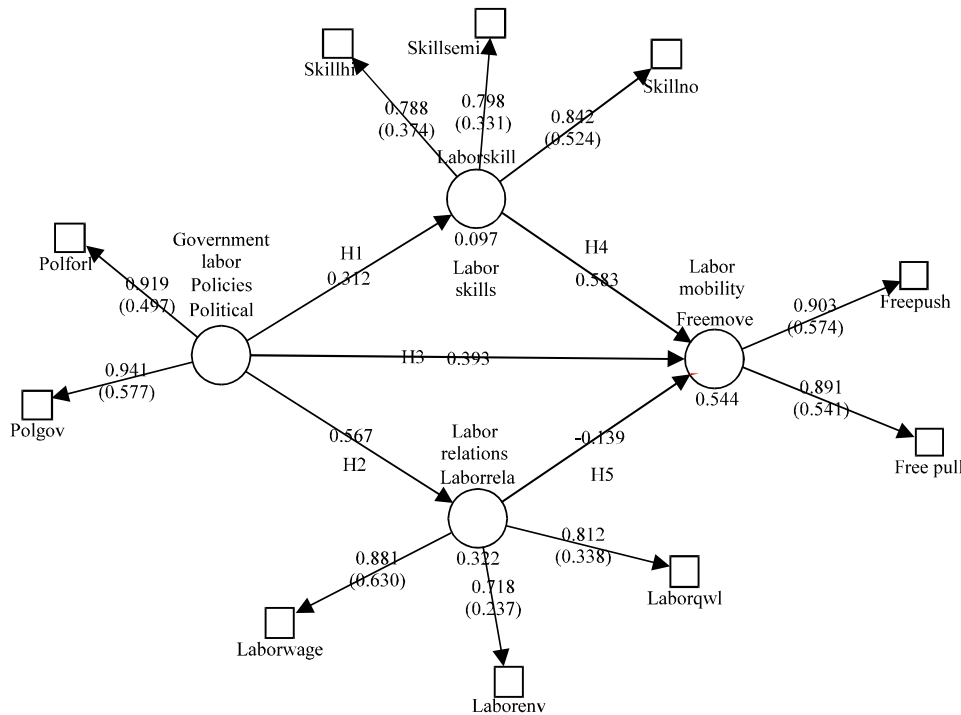 Skillhi
Skillsemi
Skillno
0.788
(0.374)
0.798
(0.331)
0.842
(0.524)
Laborskill
0.097
Labor
skills
Polforl
0.919
(0.497)
Government
labor
Policies
Political
H1
0.312
H4
0.583
Labor
mobility
Freemove
0.903
(0.574)
Freepush
0.941
(0.577)
Polgov
H3 0.393
0.544
0.891
(0.541)
Free pull
0.567
H2
Labor
relations
Laborrela
-0.139
H5
0.322
0.881
(0.630)
0.718
(0.237)
0.812
(0.338)
Laborqwl
Laborwage
Laborenv